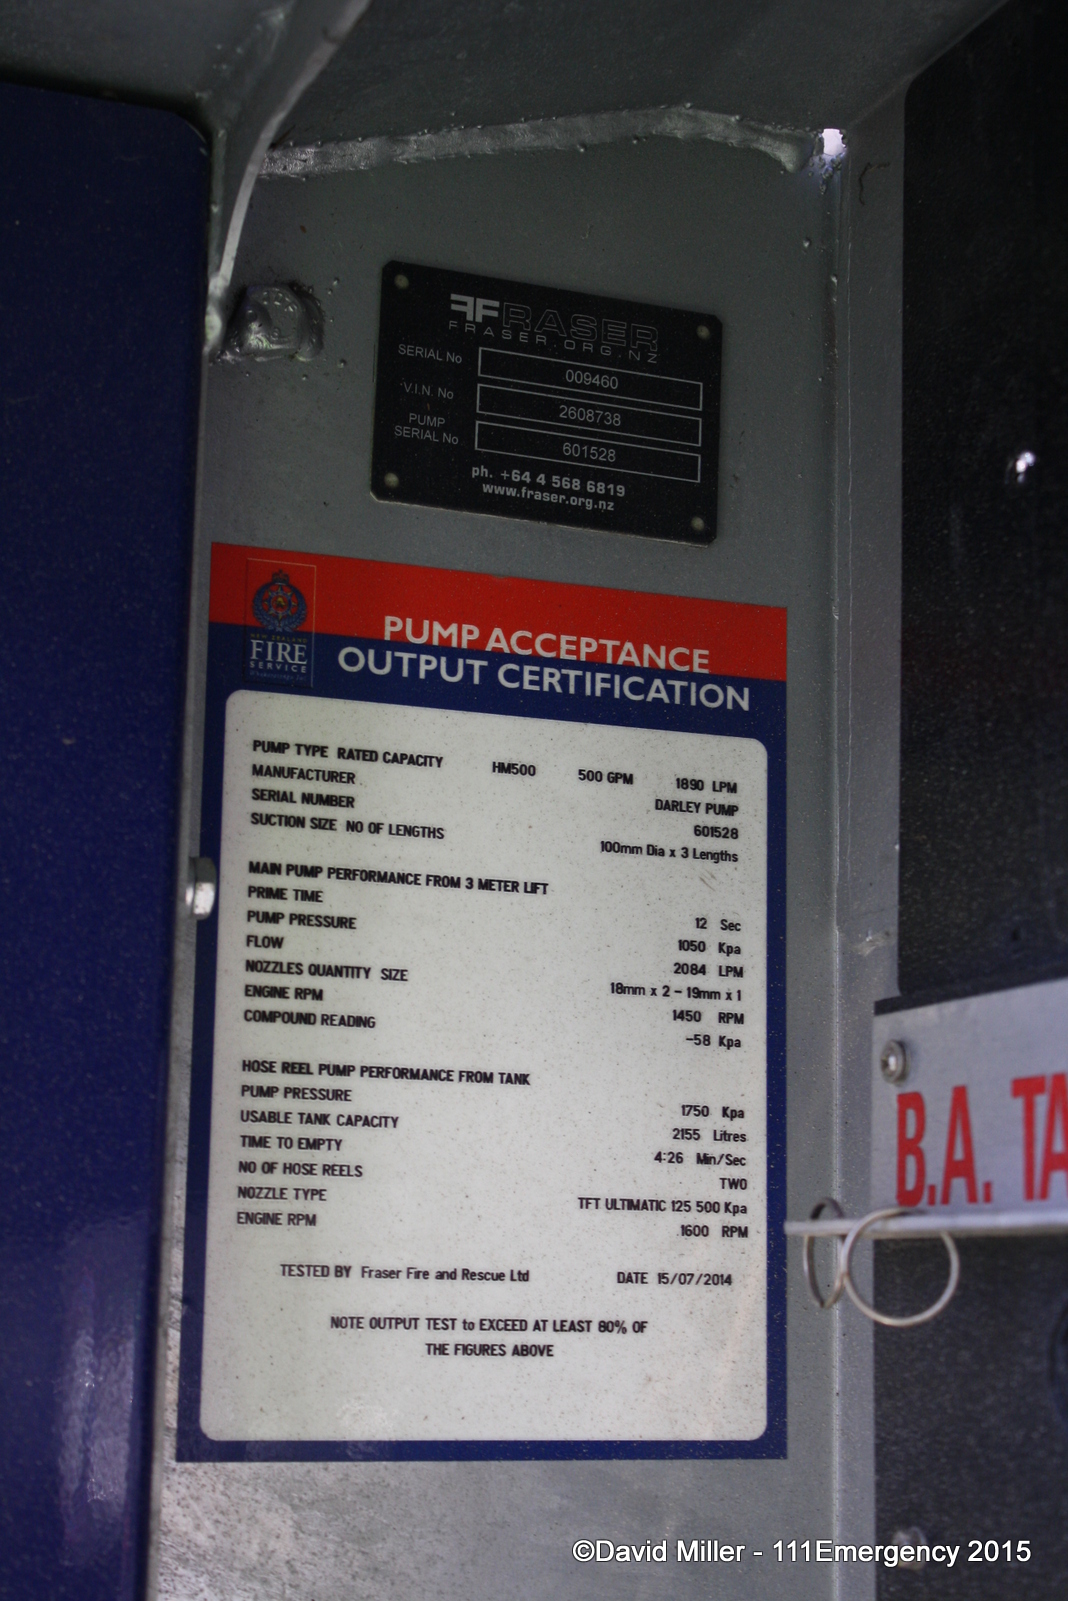 FRASER
FRASER.ORG.NZ
SERIAL No 009460
V.I.N. No 2608738
PUMP
SERIAL No 601528
ph. +64 4 568 6819
www.fraser.org.nz
NEW ZEALAND
FIRE
SERVICE
PUMP ACCEPTANCE
OUTPUT CERTIFICATION
PUMP TYPE RATED CAPACITY HM500 500 GPM 1890 LPM
MANUFACTURER DARLEY PUMP
SERIAL NUMBER 601528
SUCTION SIZE NO OF LENGTHS 100mm Dia x 3 Lengths
MAIN PUMP PERFORMANCE FROM 3 METER LIFT
PRIME TIME 12 Sec
PUMP PRESSURE 1050 Kpa
FLOW 2084 LPM
NOZZLES QUANTITY SIZE 18mm x 2 - 19mm x 1
ENGINE RPM 1450 RPM
COMPOUND READING -58 Kpa
HOSE REEL PUMP PERFORMANCE FROM TANK
PUMP PRESSURE 1750 Kpa
USABLE TANK CAPACITY 2155 Litres
TIME TO EMPTY 4:26 Min/Sec
NO OF HOSE REELS TWO
NOZZLE TYPE TFT ULTIMATIC 125 500 Kpa
ENGINE RPM 1600 RPM
TESTED BY Fraser Fire and Rescue Ltd DATE 15/07/2014
NOTE OUTPUT TEST to EXCEED AT LEAST 80% OF
THE FIGURES ABOVE
B.A. TA
©David Miller - 111Emergency 2015